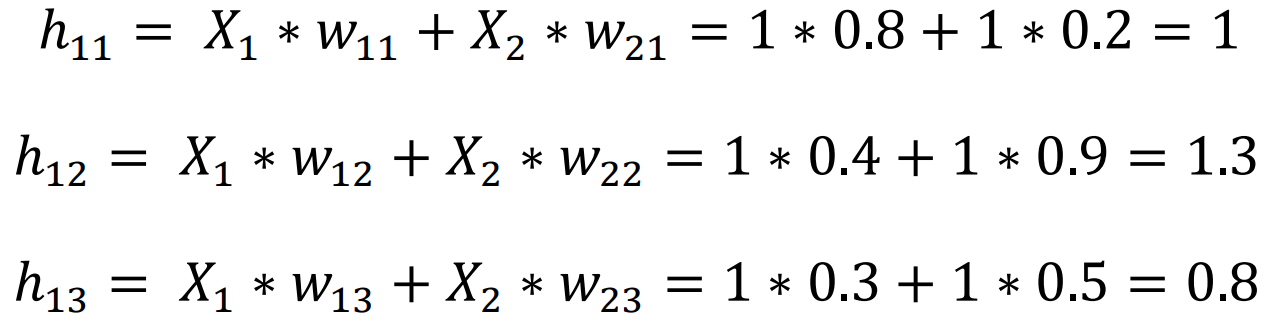 h₁₁ = X₁ ∗ w₁₁ + X₂ ∗ w₂₁ = 1 ∗ 0.8 + 1 ∗ 0.2 = 1
h₁₂ = X₁ ∗ w₁₂ + X₂ ∗ w₂₂ = 1 ∗ 0.4 + 1 ∗ 0.9 = 1.3
h₁₃ = X₁ ∗ w₁₃ + X₂ ∗ w₂₃ = 1 ∗ 0.3 + 1 ∗ 0.5 = 0.8